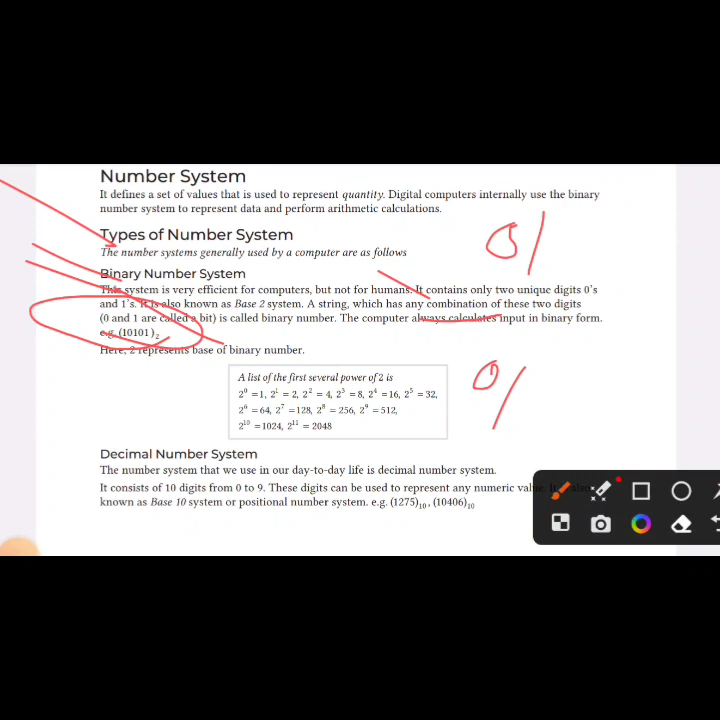 Number System
It defines a set of values that is used to represent quantity. Digital computers internally use the binary
number system to represent data and perform arithmetic calculations.
Types of Number System
The number systems generally used by a computer are as follows
0/
Binary Number System
This system is very efficient for computers, but not for humans. It contains only two unique digits 0's
and 1's. It is also known as Base 2 system. A string, which has any combination of these two digits
(0 and 1 are called a bit) is called binary number. The computer always calculates input in binary form.
e.g. (10101)₂
Here, 2 represents base of binary number.
0/
A list of the first several power of 2 is
2⁰ =1, 2¹ = 2, 2² = 4, 2³ = 8, 2⁴ =16, 2⁵ = 32,
2⁶ = 64, 2⁷ =128, 2⁸ = 256, 2⁹ = 512,
2¹⁰ =1024, 2¹¹ = 2048
Decimal Number System
The number system that we use in our day-to-day life is decimal number system.
It consists of 10 digits from 0 to 9. These digits can be used to represent any numeric value. It
known as Base 10 system or positional number system. e.g. (1275)₁₀, (10406)₁₀